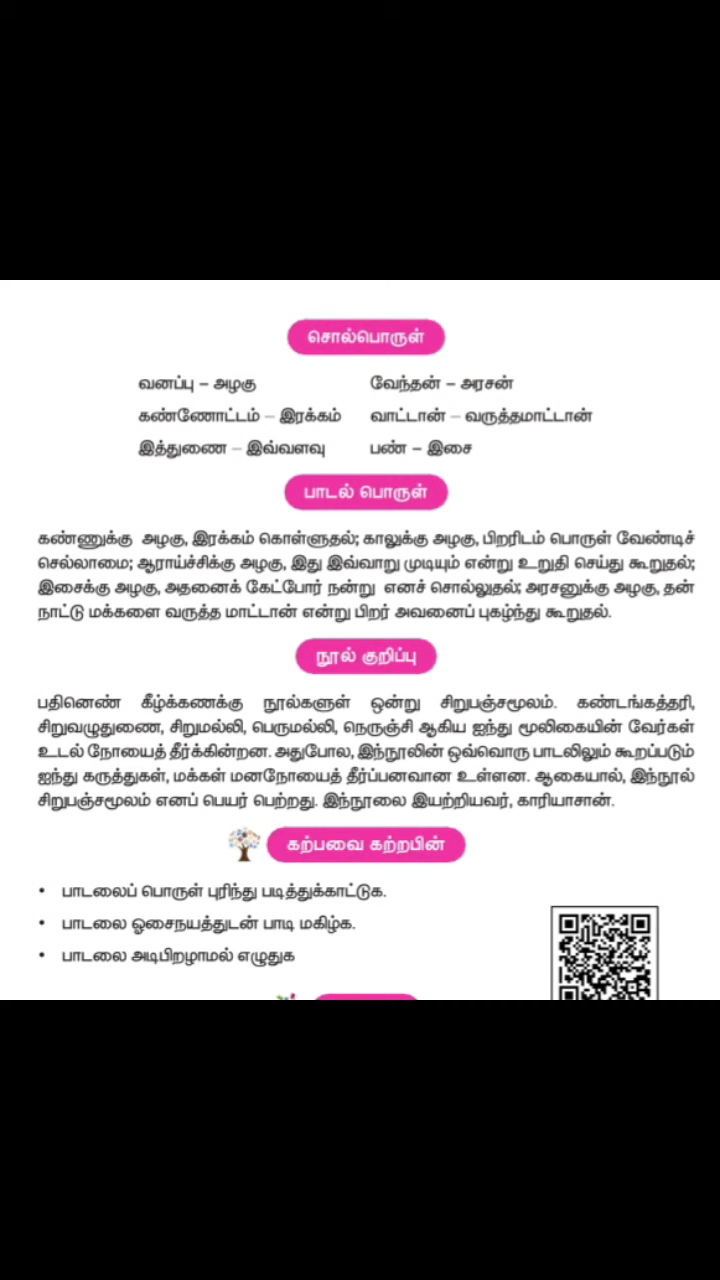 சொல்பொருள்
வனப்பு – அழகு வேந்தன் – அரசன்
கண்ணோட்டம் – இரக்கம் வாட்டான் – வருத்தமாட்டான்
இத்துணை – இவ்வளவு பண் – இசை
பாடல் பொருள்
கண்ணுக்கு அழகு, இரக்கம் கொள்ளுதல்; காலுக்கு அழகு, பிறரிடம் பொருள் வேண்டிச்
செல்லாமை; ஆராய்ச்சிக்கு அழகு, இது இவ்வாறு முடியும் என்று உறுதி செய்து கூறுதல்;
இசைக்கு அழகு, அதனைக் கேட்போர் நன்று எனச் சொல்லுதல்; அரசனுக்கு அழகு, தன்
நாட்டு மக்களை வருத்த மாட்டான் என்று பிறர் அவனைப் புகழ்ந்து கூறுதல்.
நூல் குறிப்பு
பதினெண் கீழ்க்கணக்கு நூல்களுள் ஒன்று சிறுபஞ்சமூலம். கண்டங்கத்தரி,
சிறுவழுதுணை, சிறுமல்லி, பெருமல்லி, நெருஞ்சி ஆகிய ஐந்து மூலிகையின் வேர்கள்
உடல் நோயைத் தீர்க்கின்றன. அதுபோல, இந்நூலின் ஒவ்வொரு பாடலிலும் கூறப்படும்
ஐந்து கருத்துகள், மக்கள் மனநோயைத் தீர்ப்பனவான உள்ளன. ஆகையால், இந்நூல்
சிறுபஞ்சமூலம் எனப் பெயர் பெற்றது. இந்நூலை இயற்றியவர், காரியாசான்.
கற்பவை கற்றபின்
• பாடலைப் பொருள் புரிந்து படித்துக்காட்டுக.
• பாடலை ஓசைநயத்துடன் பாடி மகிழ்க.
• பாடலை அடிபிறழாமல் எழுதுக